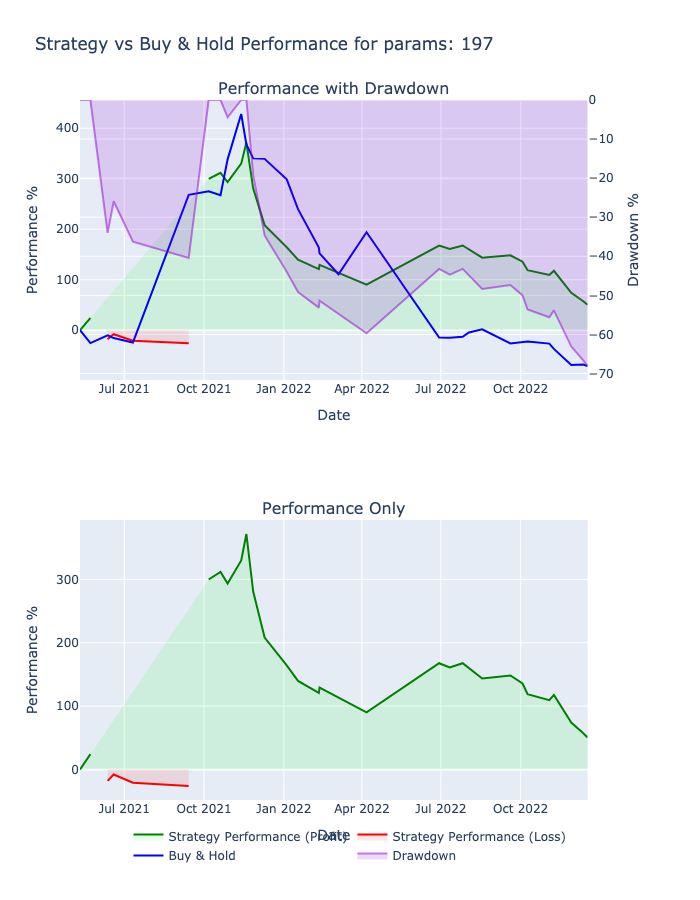 Strategy vs Buy & Hold Performance for params: 197
Performance with Drawdown
400
300
200
100
0
Performance %
0
−10
−20
−30
−40
−50
−60
−70
Drawdown %
Jul 2021
Oct 2021
Jan 2022
Apr 2022
Jul 2022
Oct 2022
Date
Performance Only
300
200
100
0
Performance %
Jul 2021
Oct 2021
Jan 2022
Apr 2022
Jul 2022
Oct 2022
Date
Strategy Performance (Profit)
Strategy Performance (Loss)
Buy & Hold
Drawdown